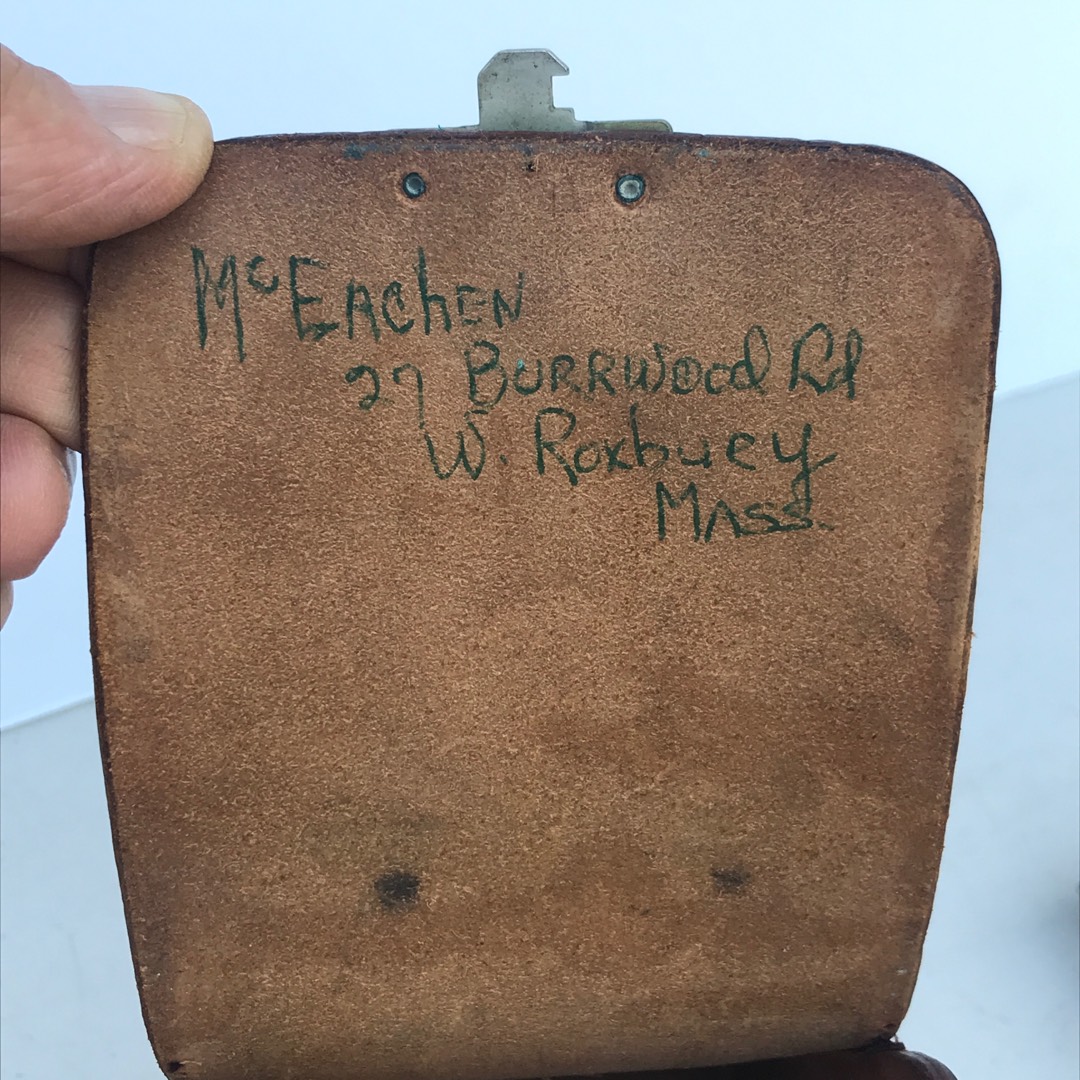 McEachen
27 Burrwood Rd
W. Roxbury
Mass.